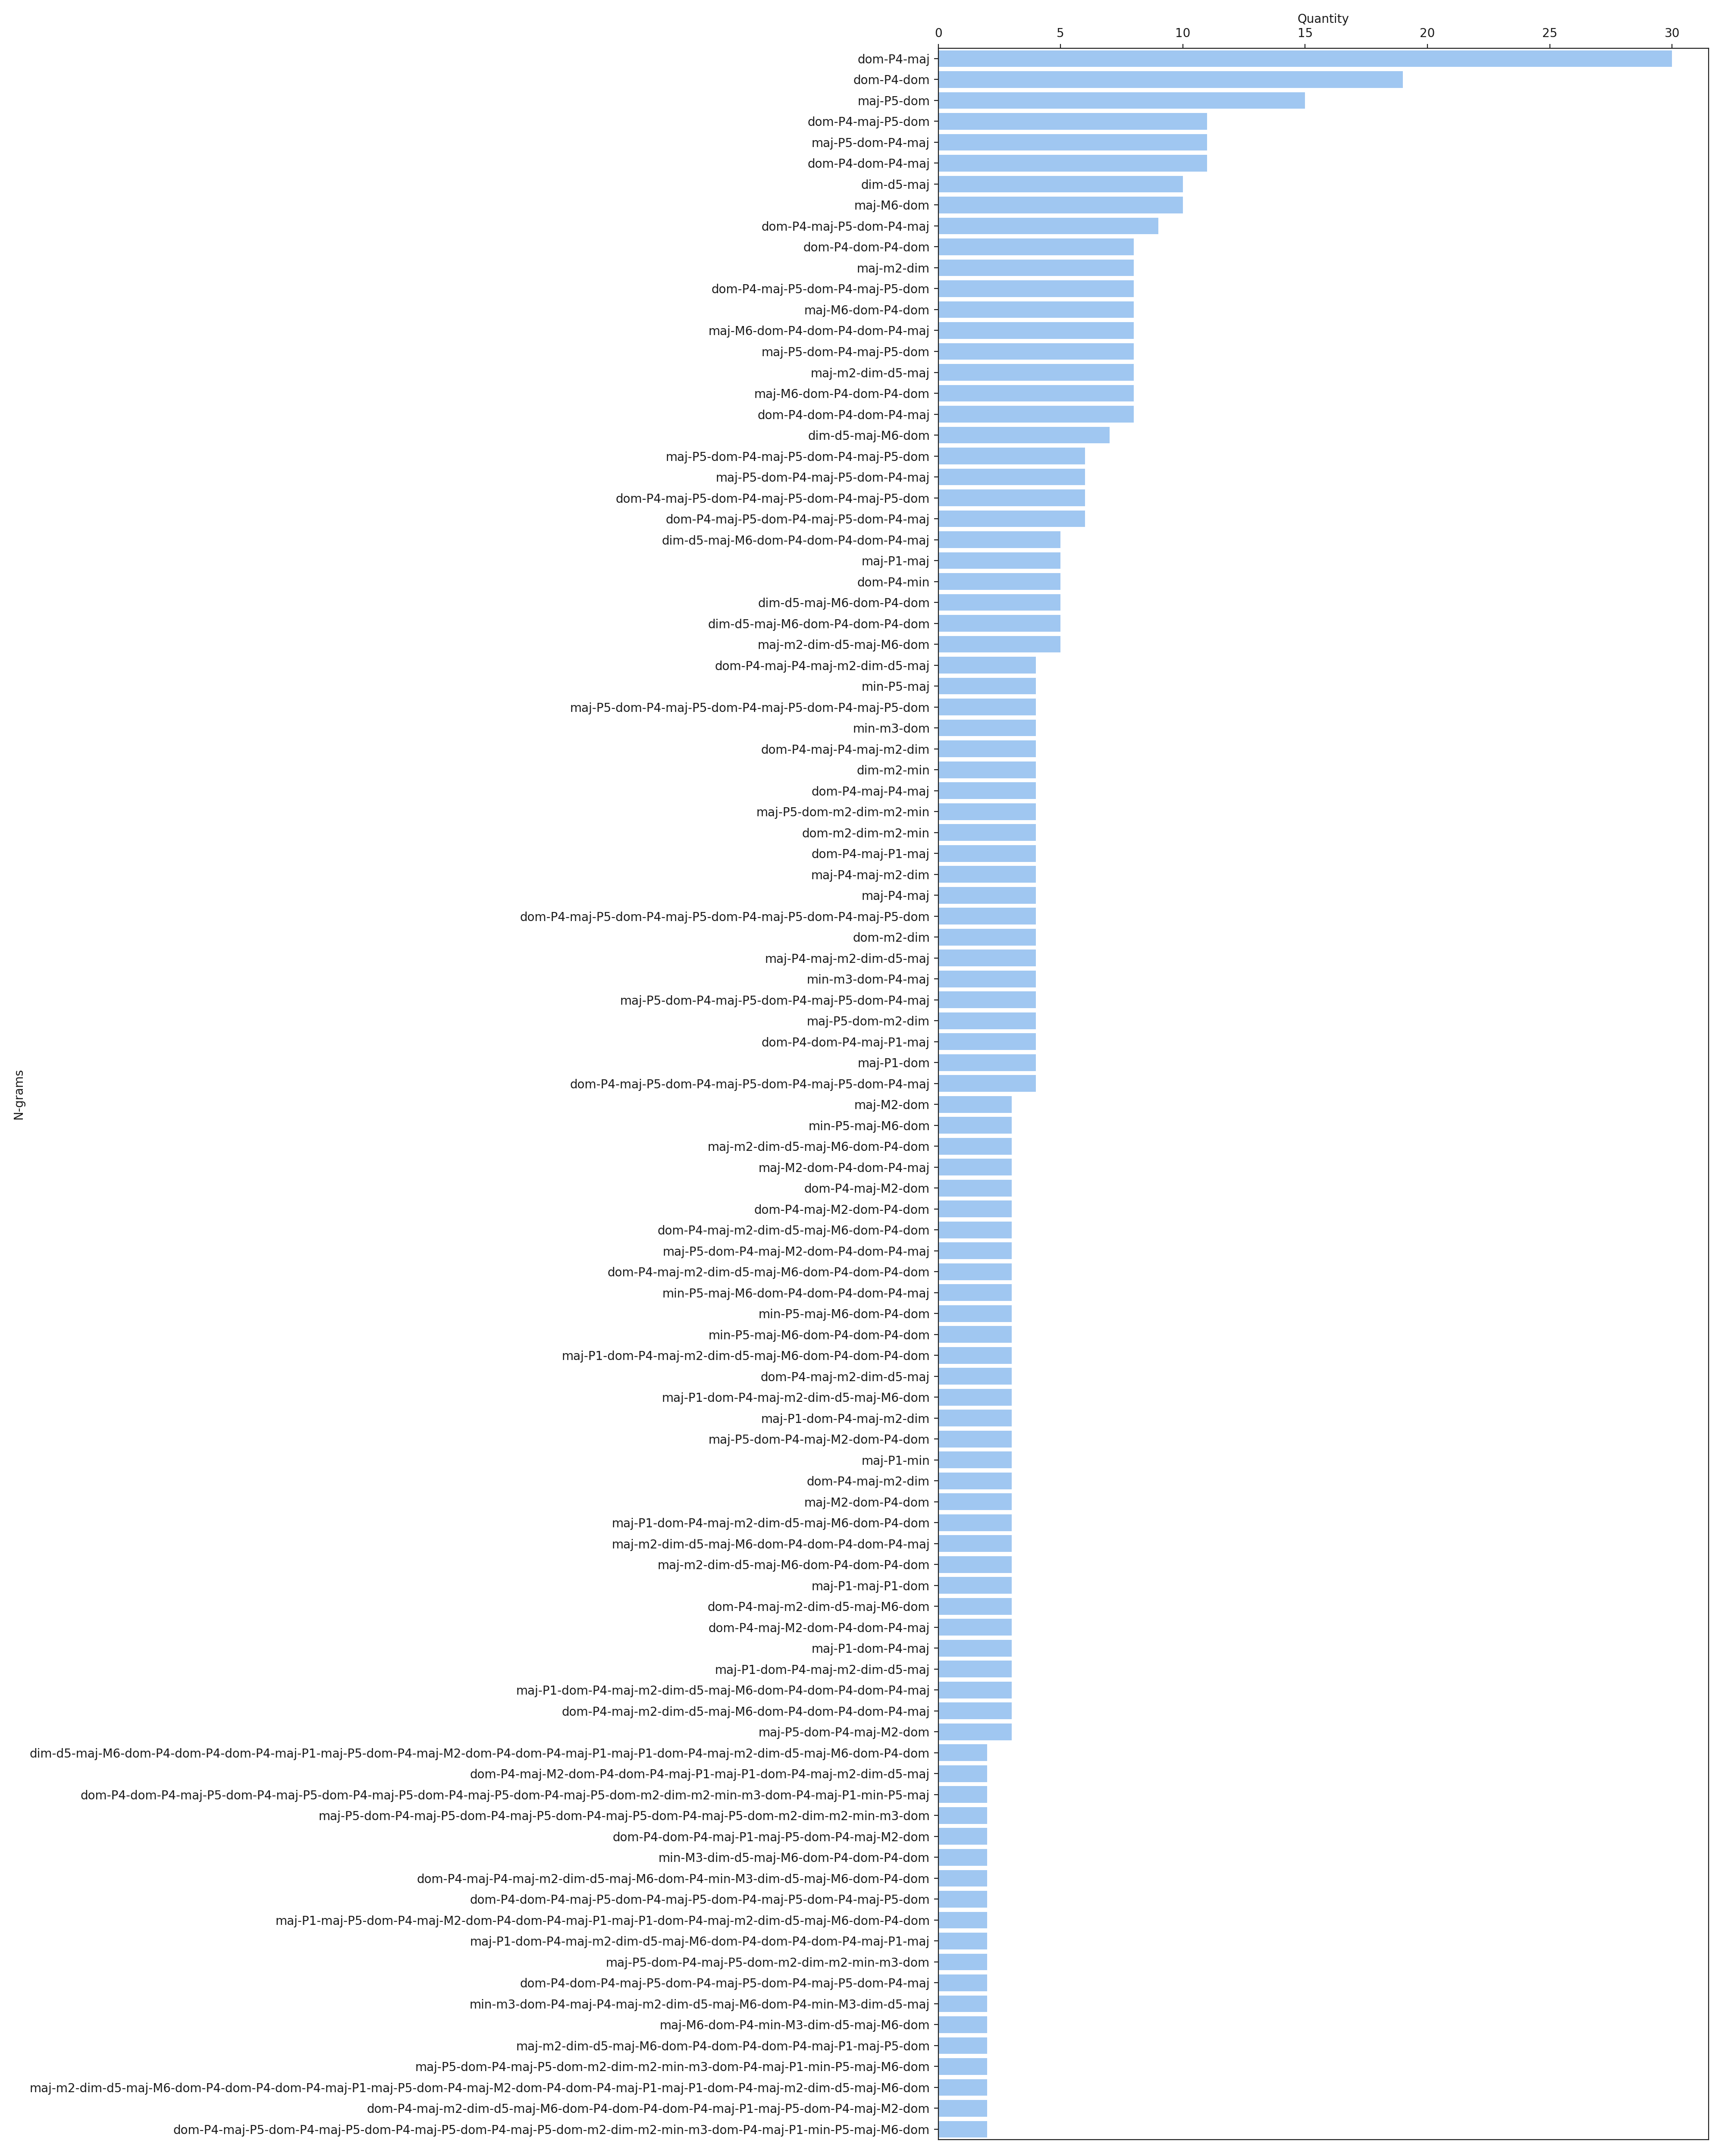 Quantity
0 5 10 15 20 25 30
dom-P4-maj
dom-P4-dom
maj-P5-dom
dom-P4-maj-P5-dom
maj-P5-dom-P4-maj
dom-P4-dom-P4-maj
dim-d5-maj
maj-M6-dom
dom-P4-maj-P5-dom-P4-maj
dom-P4-dom-P4-dom
maj-m2-dim
dom-P4-maj-P5-dom-P4-maj-P5-dom
maj-M6-dom-P4-dom
maj-M6-dom-P4-dom-P4-dom-P4-maj
maj-P5-dom-P4-maj-P5-dom
maj-m2-dim-d5-maj
maj-M6-dom-P4-dom-P4-dom
dom-P4-dom-P4-dom-P4-maj
dim-d5-maj-M6-dom
maj-P5-dom-P4-maj-P5-dom-P4-maj-P5-dom
maj-P5-dom-P4-maj-P5-dom-P4-maj
dom-P4-maj-P5-dom-P4-maj-P5-dom-P4-maj-P5-dom
dom-P4-maj-P5-dom-P4-maj-P5-dom-P4-maj
dim-d5-maj-M6-dom-P4-dom-P4-dom-P4-maj
maj-P1-maj
dom-P4-min
dim-d5-maj-M6-dom-P4-dom
dim-d5-maj-M6-dom-P4-dom-P4-dom
maj-m2-dim-d5-maj-M6-dom
dom-P4-maj-P4-maj-m2-dim-d5-maj
min-P5-maj
maj-P5-dom-P4-maj-P5-dom-P4-maj-P5-dom-P4-maj-P5-dom
min-m3-dom
dom-P4-maj-P4-maj-m2-dim
dim-m2-min
dom-P4-maj-P4-maj
maj-P5-dom-m2-dim-m2-min
dom-m2-dim-m2-min
dom-P4-maj-P1-maj
maj-P4-maj-m2-dim
maj-P4-maj
dom-P4-maj-P5-dom-P4-maj-P5-dom-P4-maj-P5-dom-P4-maj-P5-dom
dom-m2-dim
maj-P4-maj-m2-dim-d5-maj
min-m3-dom-P4-maj
maj-P5-dom-P4-maj-P5-dom-P4-maj-P5-dom-P4-maj
maj-P5-dom-m2-dim
dom-P4-dom-P4-maj-P1-maj
maj-P1-dom
dom-P4-maj-P5-dom-P4-maj-P5-dom-P4-maj-P5-dom-P4-maj
N-grams
maj-M2-dom
min-P5-maj-M6-dom
maj-m2-dim-d5-maj-M6-dom-P4-dom
maj-M2-dom-P4-dom-P4-maj
dom-P4-maj-M2-dom
dom-P4-maj-M2-dom-P4-dom
dom-P4-maj-m2-dim-d5-maj-M6-dom-P4-dom
maj-P5-dom-P4-maj-M2-dom-P4-dom-P4-maj
dom-P4-maj-m2-dim-d5-maj-M6-dom-P4-dom-P4-dom
min-P5-maj-M6-dom-P4-dom-P4-dom-P4-maj
min-P5-maj-M6-dom-P4-dom
min-P5-maj-M6-dom-P4-dom-P4-dom
maj-P1-dom-P4-maj-m2-dim-d5-maj-M6-dom-P4-dom-P4-dom
dom-P4-maj-m2-dim-d5-maj
maj-P1-dom-P4-maj-m2-dim-d5-maj-M6-dom
maj-P1-dom-P4-maj-m2-dim
maj-P5-dom-P4-maj-M2-dom-P4-dom
maj-P1-min
dom-P4-maj-m2-dim
maj-M2-dom-P4-dom
maj-P1-dom-P4-maj-m2-dim-d5-maj-M6-dom-P4-dom
maj-m2-dim-d5-maj-M6-dom-P4-dom-P4-dom-P4-maj
maj-m2-dim-d5-maj-M6-dom-P4-dom-P4-dom
maj-P1-maj-P1-dom
dom-P4-maj-m2-dim-d5-maj-M6-dom
dom-P4-maj-M2-dom-P4-dom-P4-maj
maj-P1-dom-P4-maj
maj-P1-dom-P4-maj-m2-dim-d5-maj
maj-P1-dom-P4-maj-m2-dim-d5-maj-M6-dom-P4-dom-P4-dom-P4-maj
dom-P4-maj-m2-dim-d5-maj-M6-dom-P4-dom-P4-dom-P4-maj
maj-P5-dom-P4-maj-M2-dom
dim-d5-maj-M6-dom-P4-dom-P4-dom-P4-maj-P1-maj-P5-dom-P4-maj-M2-dom-P4-dom-P4-maj-P1-maj-P1-dom-P4-maj-m2-dim-d5-maj-M6-dom-P4-dom
dom-P4-maj-M2-dom-P4-dom-P4-maj-P1-maj-P1-dom-P4-maj-m2-dim-d5-maj
dom-P4-dom-P4-maj-P5-dom-P4-maj-P5-dom-P4-maj-P5-dom-P4-maj-P5-dom-P4-maj-P5-dom-m2-dim-m2-min-m3-dom-P4-maj-P1-min-P5-maj
maj-P5-dom-P4-maj-P5-dom-P4-maj-P5-dom-P4-maj-P5-dom-P4-maj-P5-dom-m2-dim-m2-min-m3-dom
dom-P4-dom-P4-maj-P1-maj-P5-dom-P4-maj-M2-dom
min-M3-dim-d5-maj-M6-dom-P4-dom-P4-dom
dom-P4-maj-P4-maj-m2-dim-d5-maj-M6-dom-P4-min-M3-dim-d5-maj-M6-dom-P4-dom
dom-P4-dom-P4-maj-P5-dom-P4-maj-P5-dom-P4-maj-P5-dom-P4-maj-P5-dom
maj-P1-maj-P5-dom-P4-maj-M2-dom-P4-dom-P4-maj-P1-maj-P1-dom-P4-maj-m2-dim-d5-maj-M6-dom-P4-dom
maj-P1-dom-P4-maj-m2-dim-d5-maj-M6-dom-P4-dom-P4-dom-P4-maj-P1-maj
maj-P5-dom-P4-maj-P5-dom-m2-dim-m2-min-m3-dom
dom-P4-dom-P4-maj-P5-dom-P4-maj-P5-dom-P4-maj-P5-dom-P4-maj
min-m3-dom-P4-maj-P4-maj-m2-dim-d5-maj-M6-dom-P4-min-M3-dim-d5-maj
maj-M6-dom-P4-min-M3-dim-d5-maj-M6-dom
maj-m2-dim-d5-maj-M6-dom-P4-dom-P4-dom-P4-maj-P1-maj-P5-dom
maj-P5-dom-P4-maj-P5-dom-m2-dim-m2-min-m3-dom-P4-maj-P1-min-P5-maj-M6-dom
maj-m2-dim-d5-maj-M6-dom-P4-dom-P4-dom-P4-maj-P1-maj-P5-dom-P4-maj-M2-dom-P4-dom-P4-maj-P1-maj-P1-dom-P4-maj-m2-dim-d5-maj-M6-dom
dom-P4-maj-m2-dim-d5-maj-M6-dom-P4-dom-P4-dom-P4-maj-P1-maj-P5-dom-P4-maj-M2-dom
dom-P4-maj-P5-dom-P4-maj-P5-dom-P4-maj-P5-dom-P4-maj-P5-dom-m2-dim-m2-min-m3-dom-P4-maj-P1-min-P5-maj-M6-dom